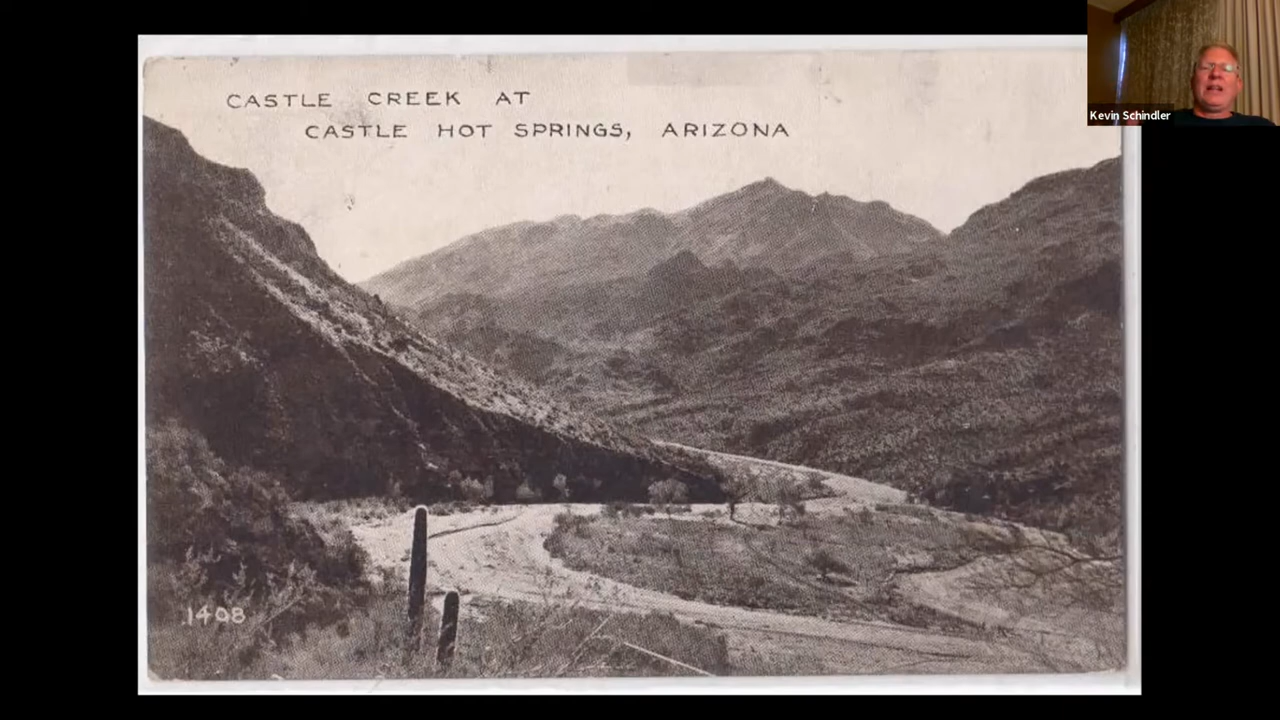 CASTLE CREEK AT
CASTLE HOT SPRINGS, ARIZONA
Kevin Schindler
1408